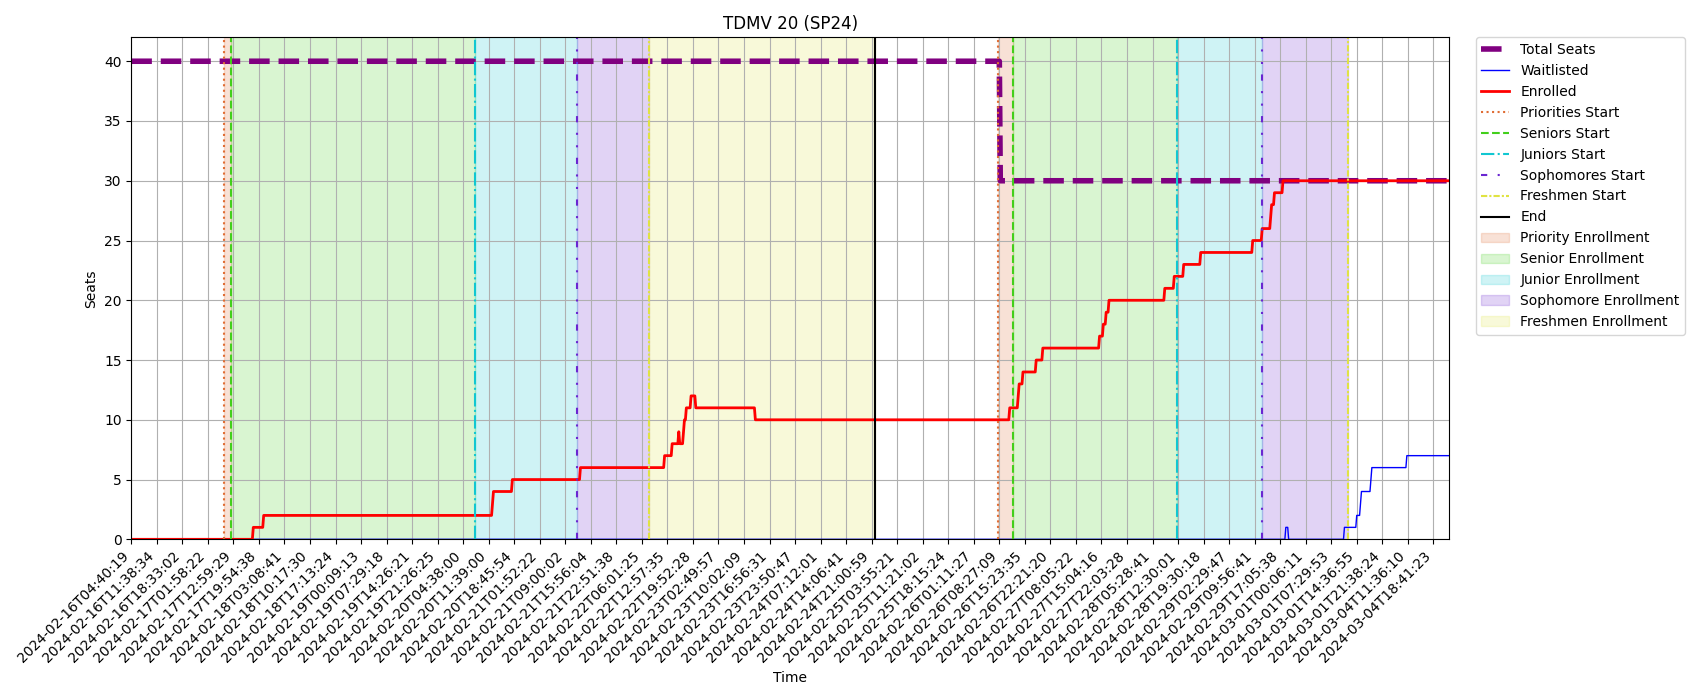 TDMV 20 (SP24)
Seats
40
35
30
25
20
15
10
5
0
2024-02-16T04:40:19
2024-02-16T11:38:34
2024-02-16T18:33:02
2024-02-17T01:58:22
2024-02-17T12:59:29
2024-02-17T19:54:38
2024-02-18T03:08:41
2024-02-18T10:17:30
2024-02-18T17:13:24
2024-02-19T00:09:13
2024-02-19T07:29:18
2024-02-19T14:26:21
2024-02-19T21:26:25
2024-02-20T04:38:00
2024-02-20T11:39:00
2024-02-20T18:45:54
2024-02-21T01:52:22
2024-02-21T09:00:02
2024-02-21T15:56:04
2024-02-21T22:51:38
2024-02-22T06:01:25
2024-02-22T12:57:35
2024-02-22T19:52:28
2024-02-23T02:49:57
2024-02-23T10:02:09
2024-02-23T16:56:31
2024-02-23T23:50:47
2024-02-24T07:12:01
2024-02-24T14:06:41
2024-02-24T21:00:59
2024-02-25T03:55:21
2024-02-25T11:21:02
2024-02-25T18:15:24
2024-02-26T01:11:27
2024-02-26T08:27:09
2024-02-26T15:23:35
2024-02-26T22:21:20
2024-02-27T08:05:22
2024-02-27T15:04:16
2024-02-27T22:03:28
2024-02-28T05:28:41
2024-02-28T12:30:01
2024-02-28T19:30:18
2024-02-29T02:29:47
2024-02-29T09:56:41
2024-02-29T17:05:38
2024-03-01T00:06:11
2024-03-01T07:29:53
2024-03-01T14:36:55
2024-03-01T21:38:24
2024-03-04T11:36:10
2024-03-04T18:41:23
Time
Total Seats
Waitlisted
Enrolled
Priorities Start
Seniors Start
Juniors Start
Sophomores Start
Freshmen Start
End
Priority Enrollment
Senior Enrollment
Junior Enrollment
Sophomore Enrollment
Freshmen Enrollment